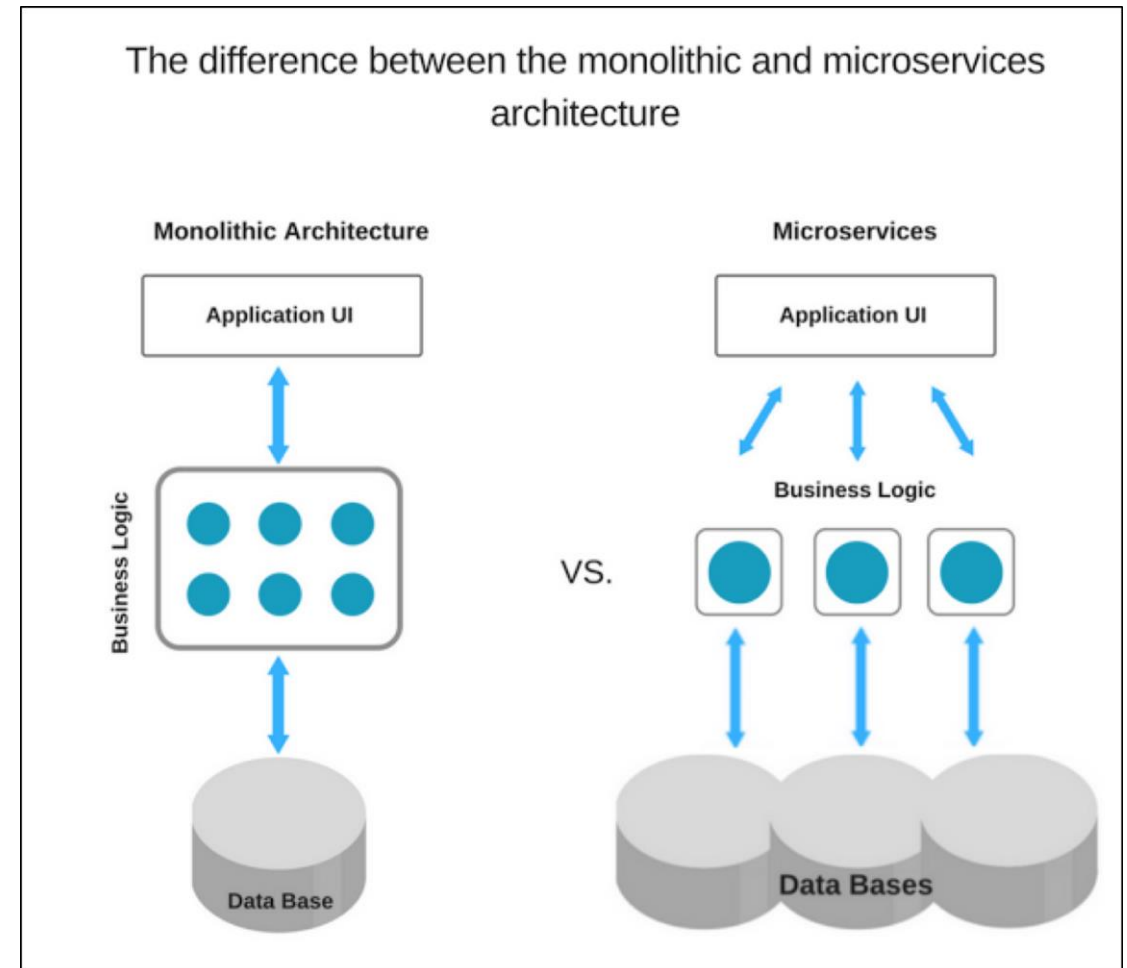 The difference between the monolithic and microservices
architecture
Monolithic Architecture
Application UI
Business Logic
Data Base
VS.
Microservices
Application UI
Business Logic
Data Bases